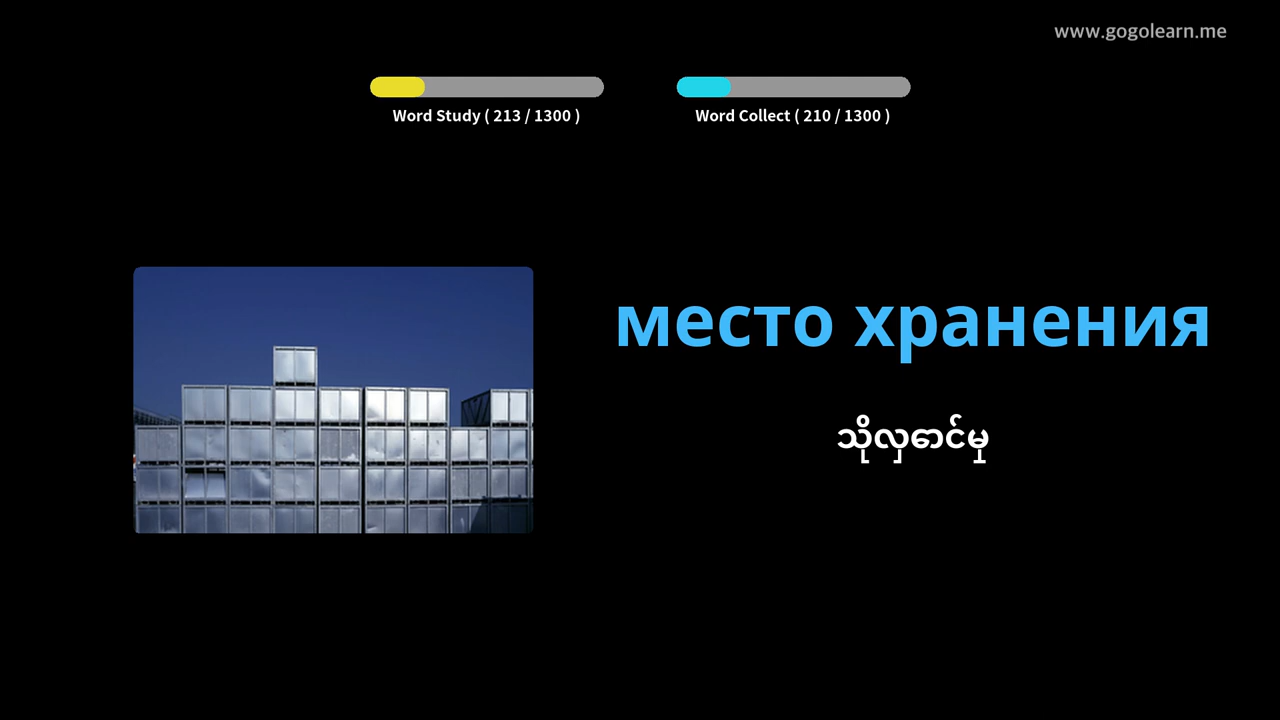 www.gogolearn.me
Word Study ( 213 / 1300 )
Word Collect ( 210 / 1300 )
место хранения
သိုလှောင်မှ